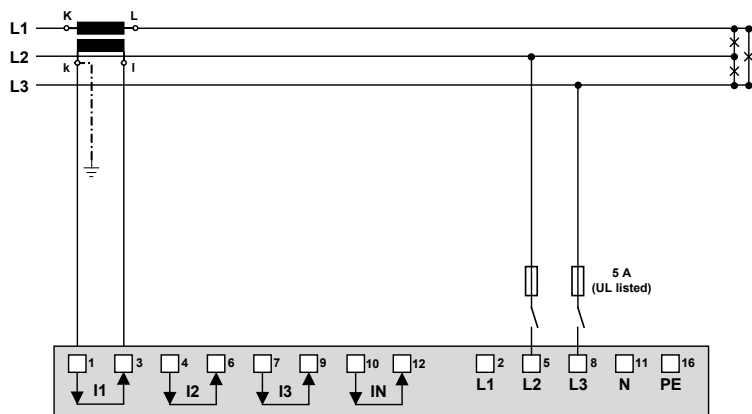 K L
L1
L2
k l
L3
5 A
(UL listed)
1 3 4 6 7 9 10 12 2 5 8 11 16
I1 I2 I3 IN L1 L2 L3 N PE